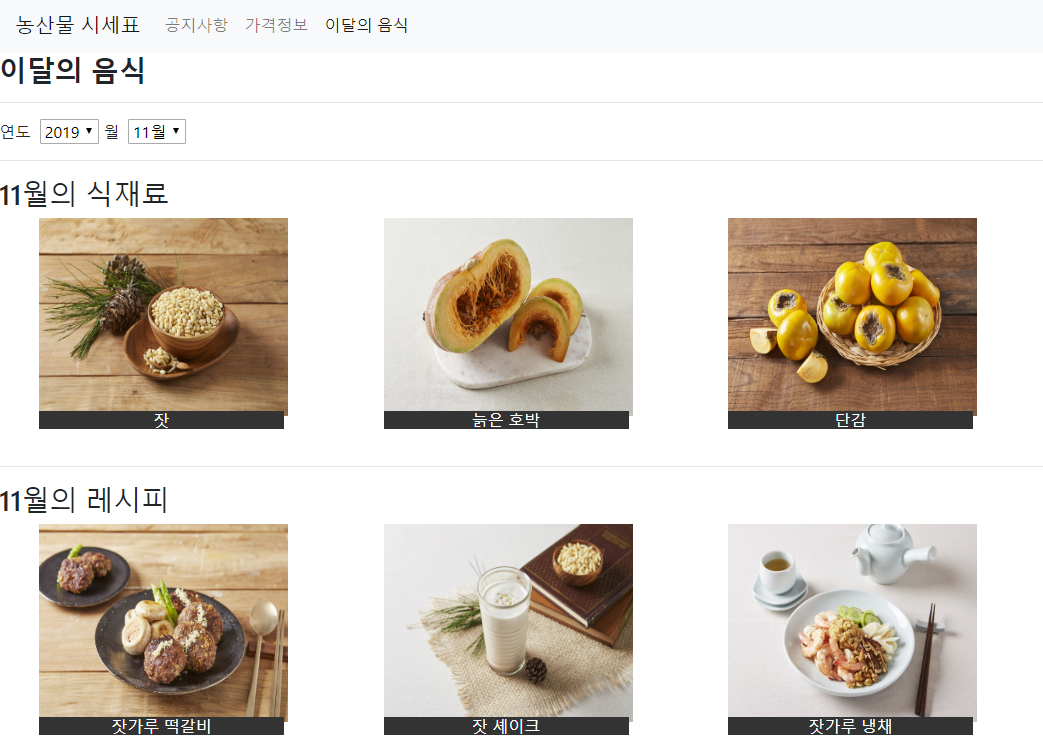 농산물 시세표 공지사항 가격정보 이달의 음식
이달의 음식
연도 2019 월 11월
11월의 식재료
잣 늙은 호박 단감
11월의 레시피
잣가루 떡갈비 잣 셰이크 잣가루 냉채